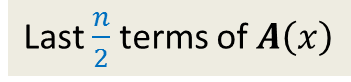 Last n/2 terms of A(x)